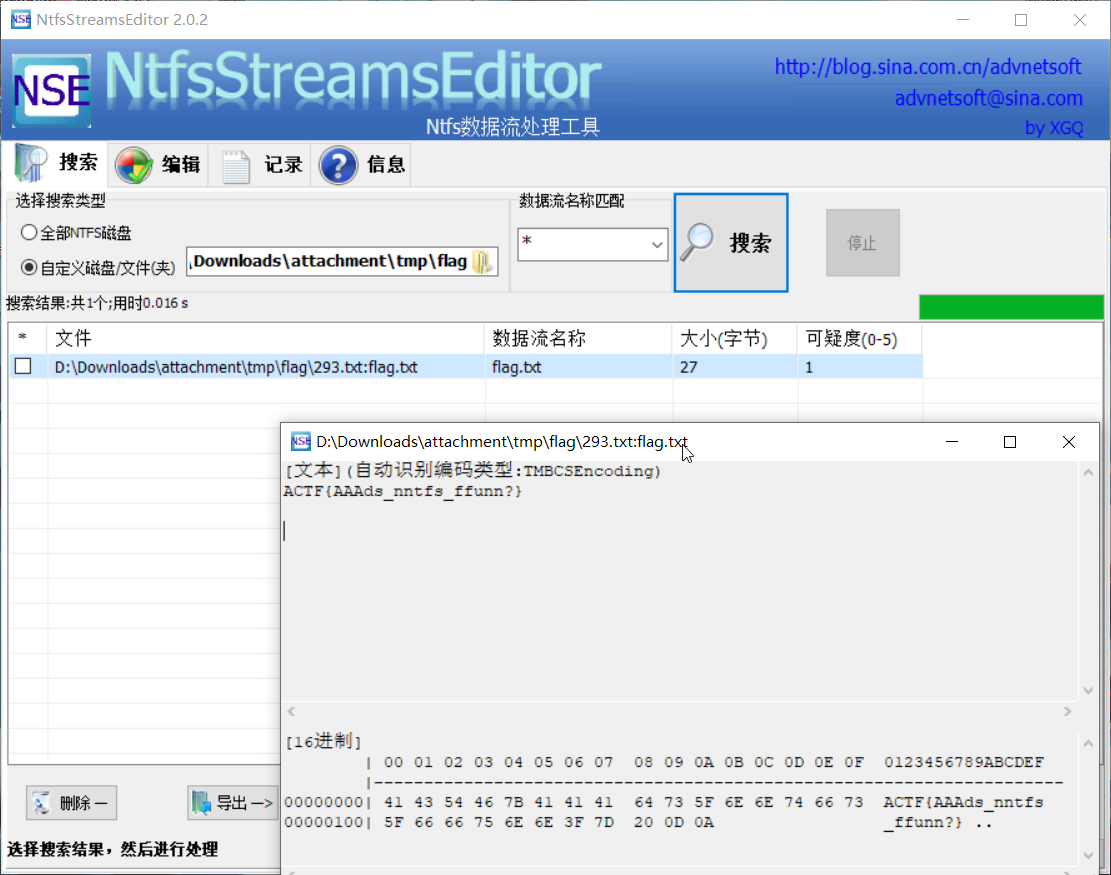 NSE NtfsStreamsEditor 2.0.2
NSE NtfsStreamsEditor
Ntfs数据流处理工具
http://blog.sina.com.cn/advnetsoft
advnetsoft@sina.com
by XGQ
搜索 编辑 记录 信息
选择搜索类型
全部NTFS磁盘
自定义磁盘/文件(夹) \Downloads\attachment\tmp\flag
数据流名称匹配
*
搜索
停止
搜索结果:共1个;用时0.016 s
* 文件 数据流名称 大小(字节) 可疑度(0-5)
D:\Downloads\attachment\tmp\flag\293.txt:flag.txt flag.txt 27 1
NSE D:\Downloads\attachment\tmp\flag\293.txt:flag.txt
[文本](自动识别编码类型:TMBCSEncoding)
ACTF{AAAds_nntfs_ffunn?}
[16进制]
| 00 01 02 03 04 05 06 07 08 09 0A 0B 0C 0D 0E 0F 0123456789ABCDEF
|---------------------------------------------------------------------
00000000| 41 43 54 46 7B 41 41 41 64 73 5F 6E 6E 74 66 73 ACTF{AAAds_nntfs
00000100| 5F 66 66 75 6E 6E 3F 7D 20 0D 0A _ffunn?} ..
删除 — 导出 —>
选择搜索结果，然后进行处理